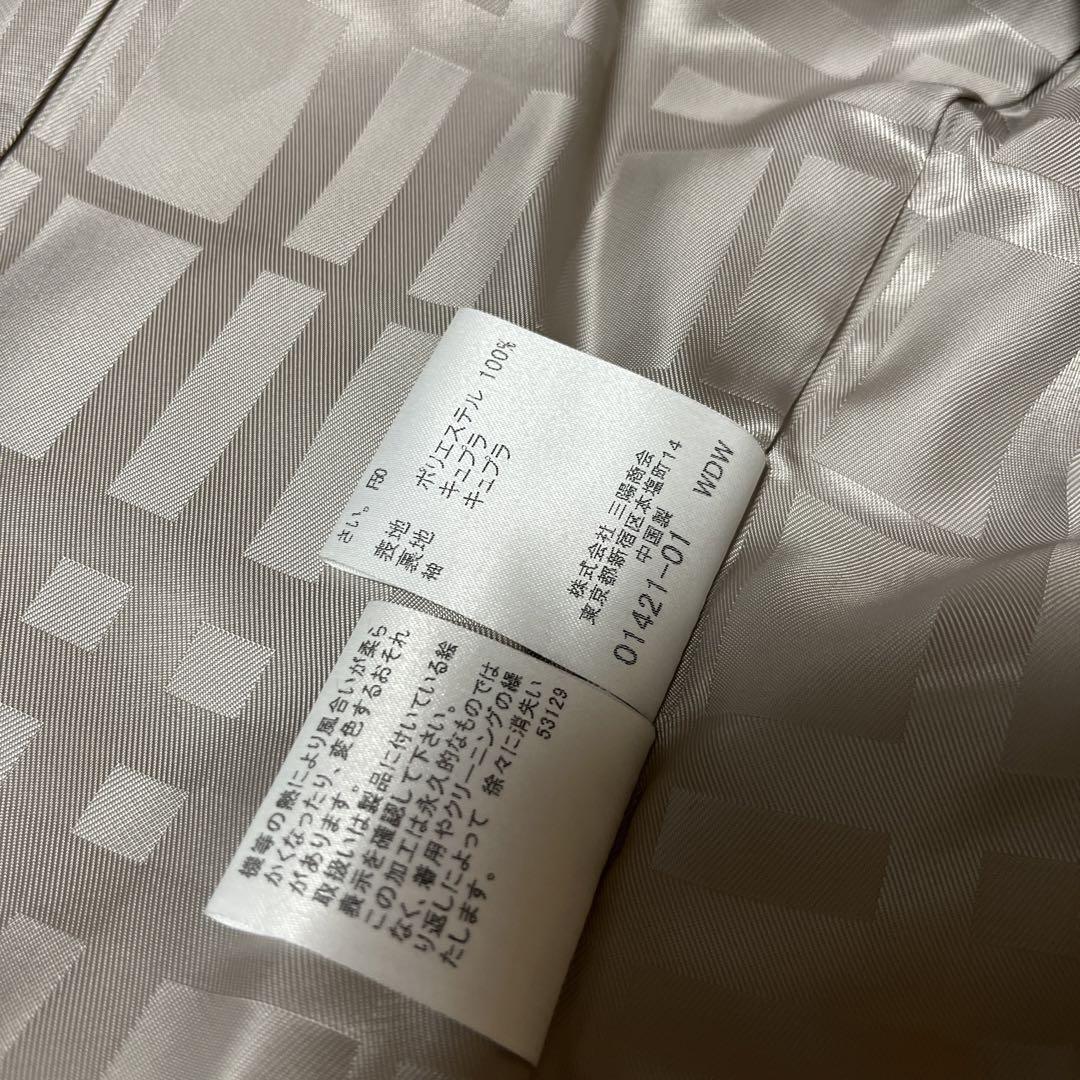 さい。
表地 ポリエステル 100%
裏地 キュプラ
袖 キュプラ
株式会社 三陽商会
東京都新宿区本塩町14
中国製
01421-01 WDW
機等の熱により風合いが柔ら
かくなったり、変色するおそれ
があります。
取扱いは製品に付いている絵
表示を確認して下さい。
この加工は永久的なものでは
なく、着用やクリーニングの繰
り返しによって 徐々に消失い
たします。
53129